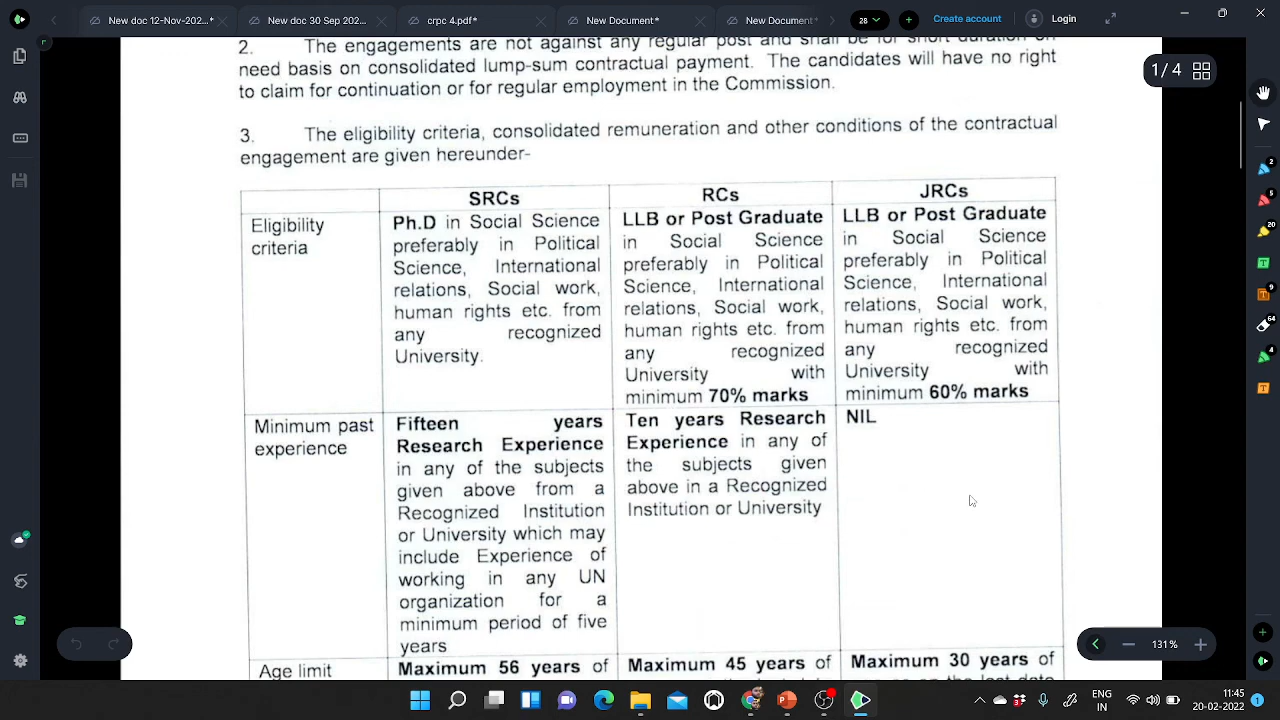 New doc 12-Nov-202...*
New doc 30 Sep 202...
Crpc 4.pdf*
New Document.pdf*
New Document
28
Create account
Login
1/4
2. The engagements are not against any regular post and shall be for short duration on
need basis on consolidated lump-sum contractual payment. The candidates will have no right
to claim for continuation or for regular employment in the Commission.
3. The eligibility criteria, consolidated remuneration and other conditions of the contractual
engagement are given hereunder-
SRCs
RCs
JRCs
Eligibility
criteria
Ph.D in Social Science
preferably in Political
Science, International
relations, Social work,
human rights etc. from
any recognized
University.
LLB or Post Graduate
in Social Science
preferably in Political
Science, International
relations, Social work,
human rights etc. from
any recognized
University with
minimum 70% marks
LLB or Post Graduate
in Social Science
preferably in Political
Science, International
relations, Social work,
human rights etc. from
any recognized
University with
minimum 60% marks
Minimum past
experience
Fifteen years
Research Experience
in any of the subjects
given above from a
Recognized Institution
or University which may
include Experience of
working in any UN
organization for a
minimum period of five
years
Ten years Research
Experience in any of
the subjects given
above in a Recognized
Institution or University
NIL
Age limit
Maximum 56 years of
Maximum 45 years of
Maximum 30 years of
2
5
20
9
64
4
131 %
ENG
IN
11:45
20-02-2025